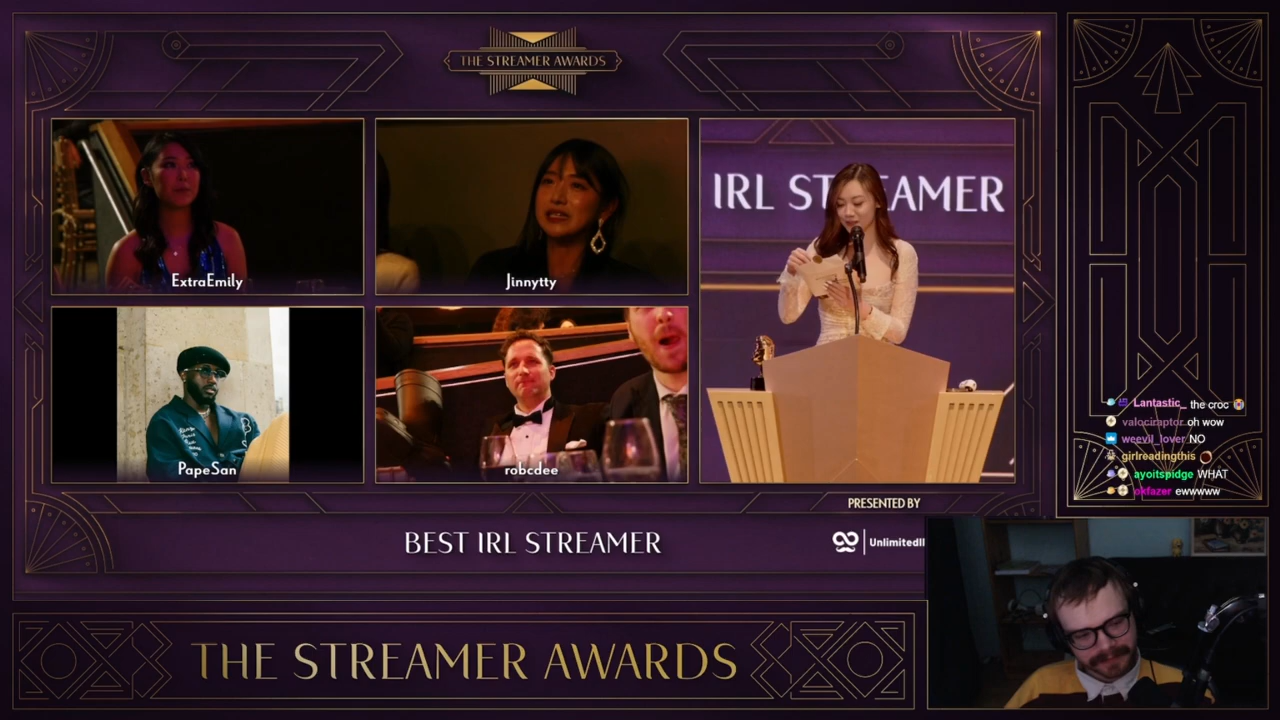 THE STREAMER AWARDS
ExtraEmily
Jinnytty
IRL STREAMER
PapeSan
robcdee
PRESENTED BY
BEST IRL STREAMER
UnlimitedI
THE STREAMER AWARDS
Lantastic_ the croc
valociraptor oh wow
weevil_lover NO
girlreadingthis
ayoitspidge WHAT
okfazer ewwwww